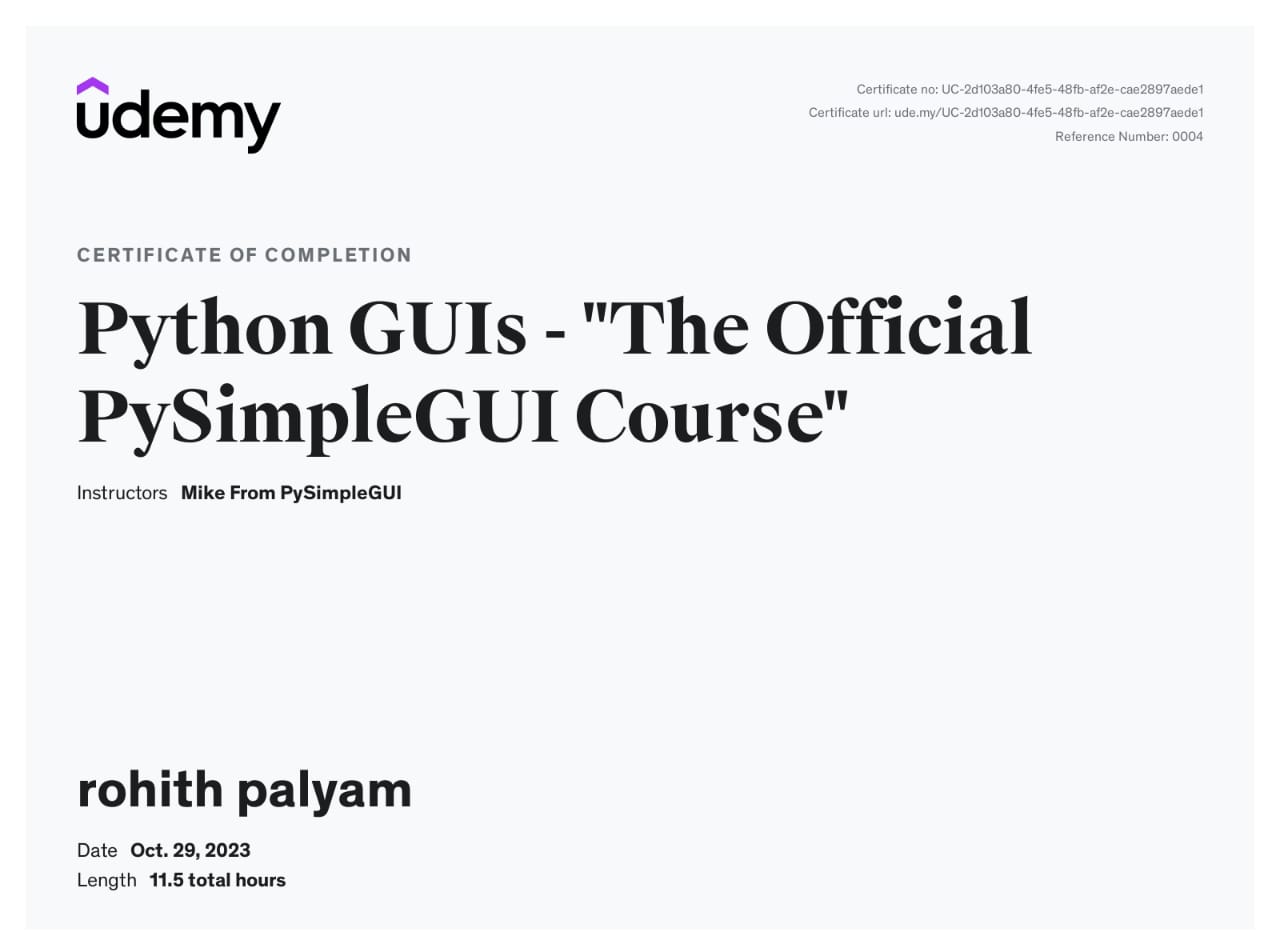 udemy
Certificate no: UC-2d103a80-4fe5-48fb-af2e-cae2897aede1
Certificate url: ude.my/UC-2d103a80-4fe5-48fb-af2e-cae2897aede1
Reference Number: 0004
CERTIFICATE OF COMPLETION
Python GUIs - "The Official
PySimpleGUI Course"
Instructors Mike From PySimpleGUI
rohith palyam
Date Oct. 29, 2023
Length 11.5 total hours